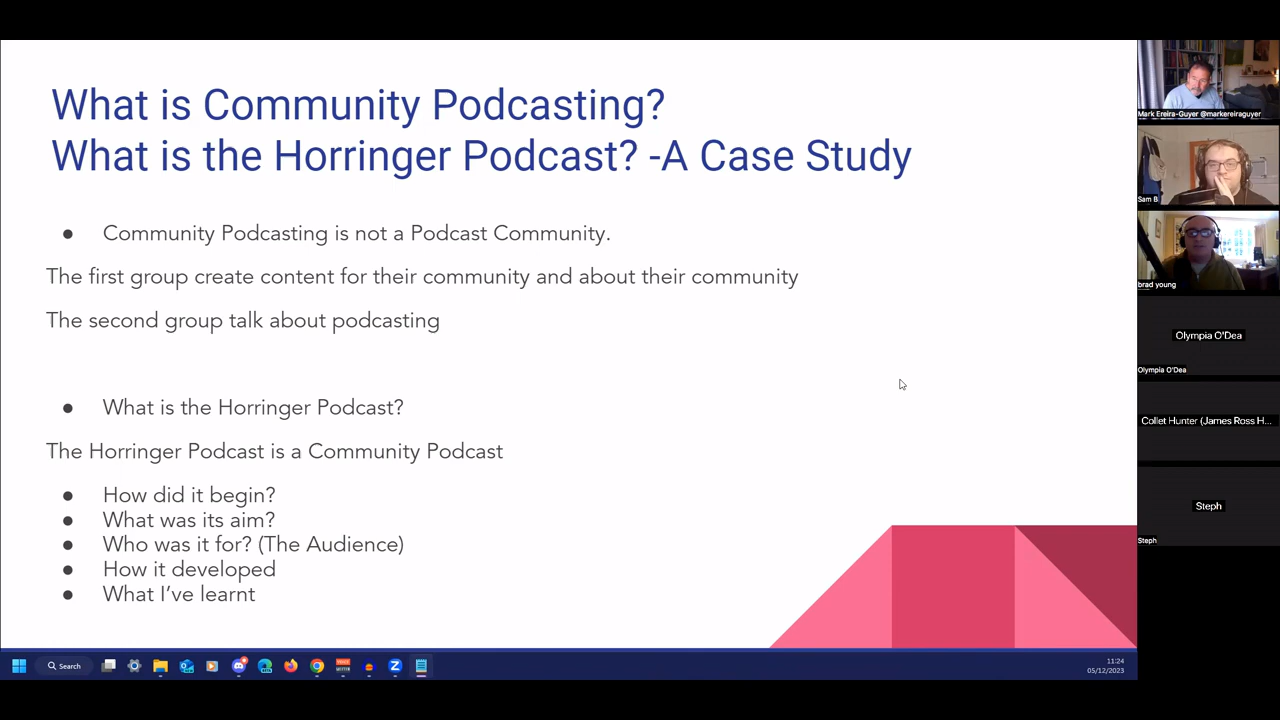 What is Community Podcasting?
What is the Horringer Podcast? -A Case Study
● Community Podcasting is not a Podcast Community.
The first group create content for their community and about their community
The second group talk about podcasting
● What is the Horringer Podcast?
The Horringer Podcast is a Community Podcast
● How did it begin?
● What was its aim?
● Who was it for? (The Audience)
● How it developed
● What I've learnt
Mark Ereira-Guyer @markereiraguyer
Sam B
brad young
Olympia O'Dea
Olympia O'Dea
Collet Hunter (James Ross H...
Steph
Steph
Search
11:24
05/12/2023